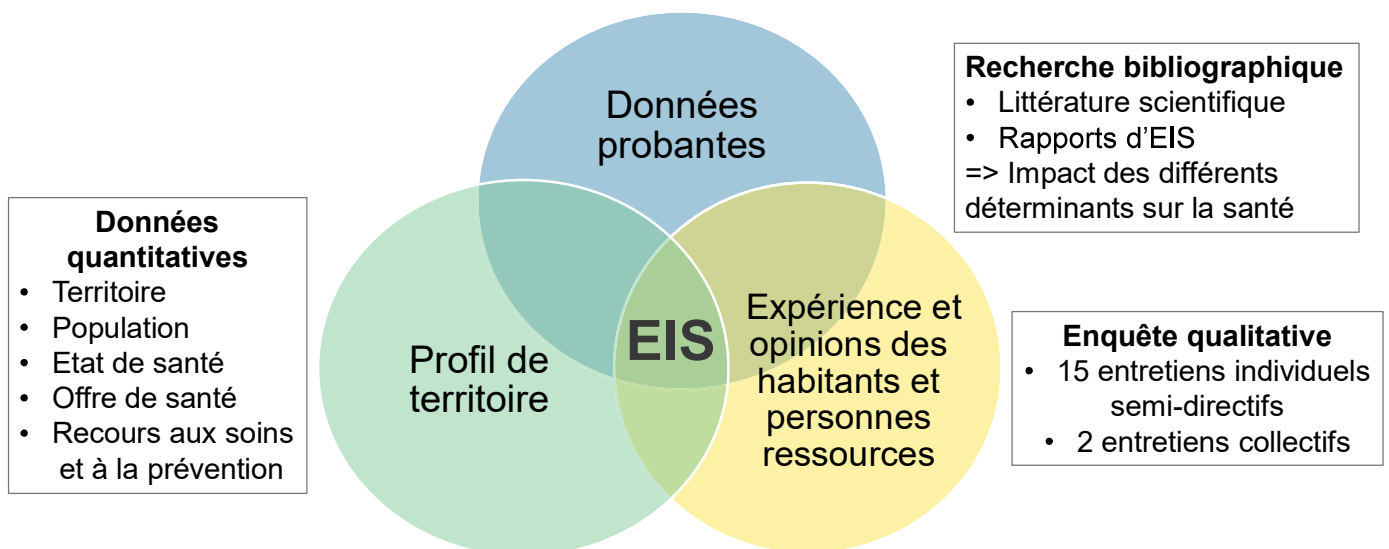 Données
probantes
Recherche bibliographique
• Littérature scientifique
• Rapports d'EIS
=> Impact des différents
déterminants sur la santé
Données
quantitatives
• Territoire
• Population
• Etat de santé
• Offre de santé
• Recours aux soins
et à la prévention
Profil de
territoire
EIS
Expérience et
opinions des
habitants et
personnes
ressources
Enquête qualitative
• 15 entretiens individuels
semi-directifs
• 2 entretiens collectifs